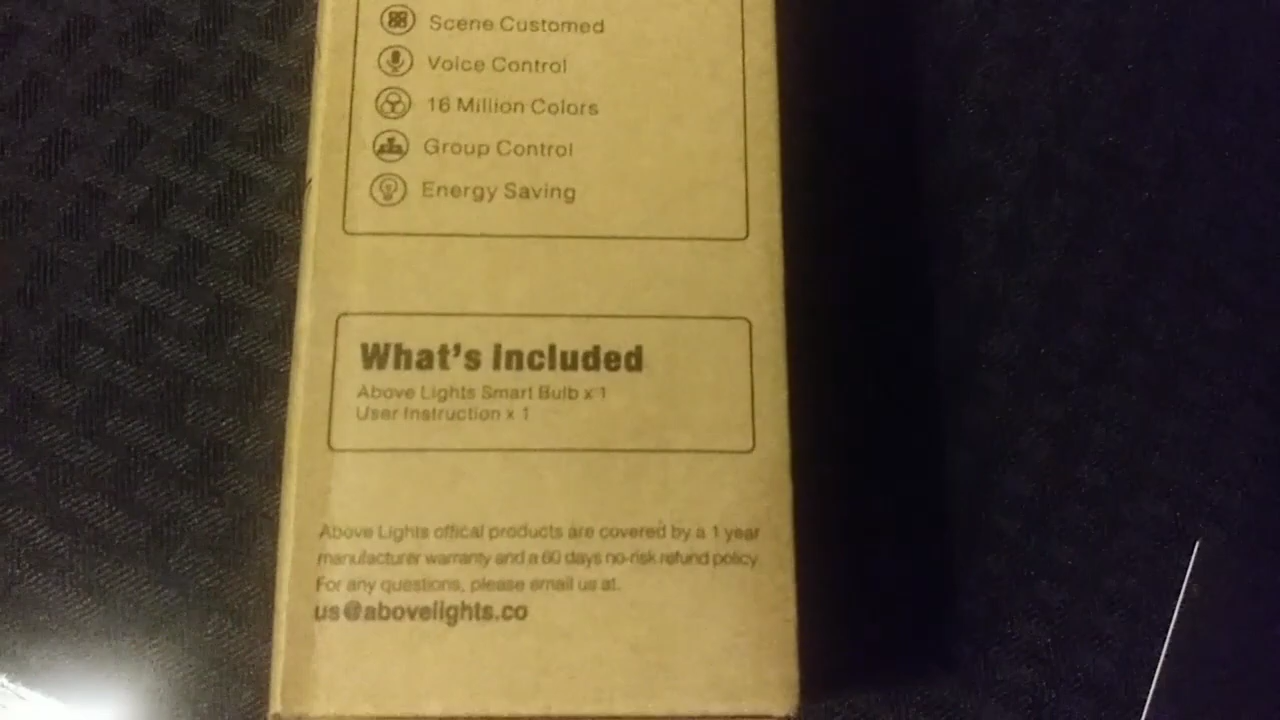 Scene Customed
Voice Control
16 Million Colors
Group Control
Energy Saving
What's included
Above Lights Smart Bulb x 1
User Instruction x 1
Above Lights offical products are covered by a 1 year
manufacturer warranty and a 60 days no-risk refund policy
For any questions, please email us at.
us@abovelights.co